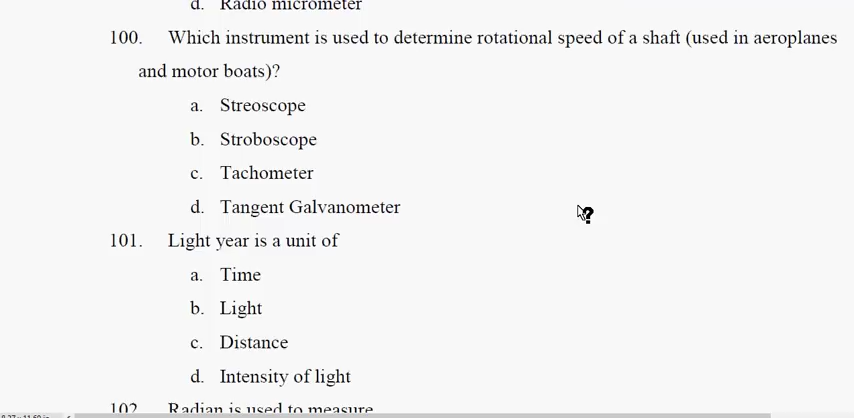 d. Radio micrometer
100. Which instrument is used to determine rotational speed of a shaft (used in aeroplanes
and motor boats)?
a. Streoscope
b. Stroboscope
c. Tachometer
d. Tangent Galvanometer
101. Light year is a unit of
a. Time
b. Light
c. Distance
d. Intensity of light
102. Radian is used to measure